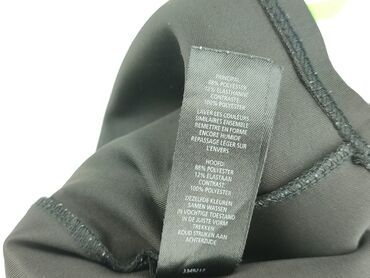 PRINCIPAL
88% POLYESTER
12% ELASTHANNE
CONTRASTE
100% POLYESTER
LAVER LES COULEURS
SIMILAIRES ENSEMBLE
REMETTRE EN FORME
ENCORE HUMIDE
REPASSAGE LÉGER SUR
L'ENVERS
HOOFD:
88% POLYESTER
12% ELASTAAN
CONTRAST
100% POLYESTER
DEZELFDE KLEUREN
SAMEN WASSEN
IN VOCHTIGE TOESTAND
IN DE JUISTE VORM
TREKKEN
KOUD STRIJKEN AAN
ACHTERZIJDE